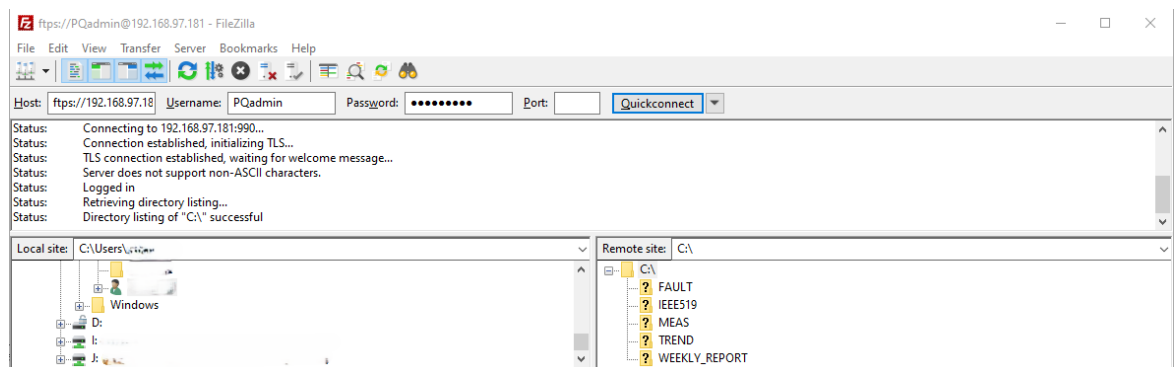 ftps://PQadmin@192.168.97.181 - FileZilla
File Edit View Transfer Server Bookmarks Help
Host: ftps://192.168.97.18 Username: PQadmin Password: ●●●●●●●●● Port: Quickconnect
Status: Connecting to 192.168.97.181:990...
Status: Connection established, initializing TLS...
Status: TLS connection established, waiting for welcome message...
Status: Server does not support non-ASCII characters.
Status: Logged in
Status: Retrieving directory listing...
Status: Directory listing of "C:\" successful
Local site: C:\Users\
Remote site: C:\
Windows
D:
I:
J:
C:\
FAULT
IEEE519
MEAS
TREND
WEEKLY_REPORT